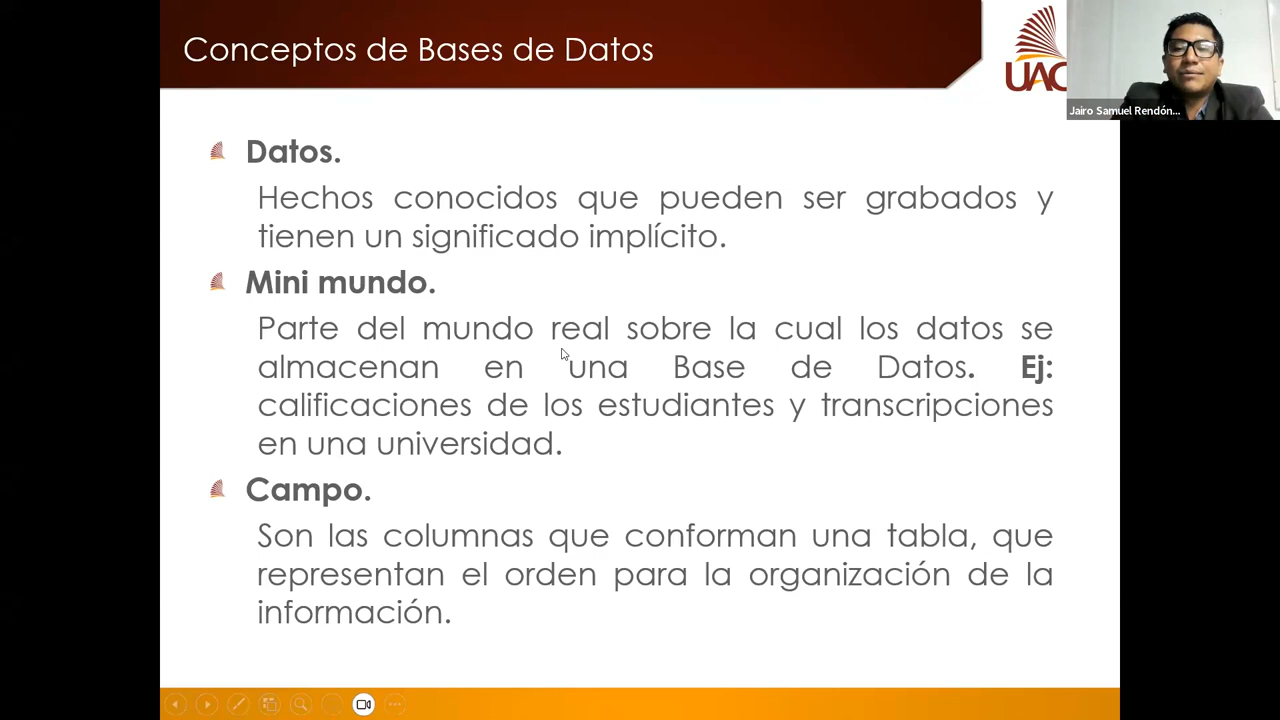 Conceptos de Bases de Datos
UAC
Jairo Samuel Rendón...
Datos.
Hechos conocidos que pueden ser grabados y
tienen un significado implícito.
Mini mundo.
Parte del mundo real sobre la cual los datos se
almacenan en una Base de Datos. Ej:
calificaciones de los estudiantes y transcripciones
en una universidad.
Campo.
Son las columnas que conforman una tabla, que
representan el orden para la organización de la
información.